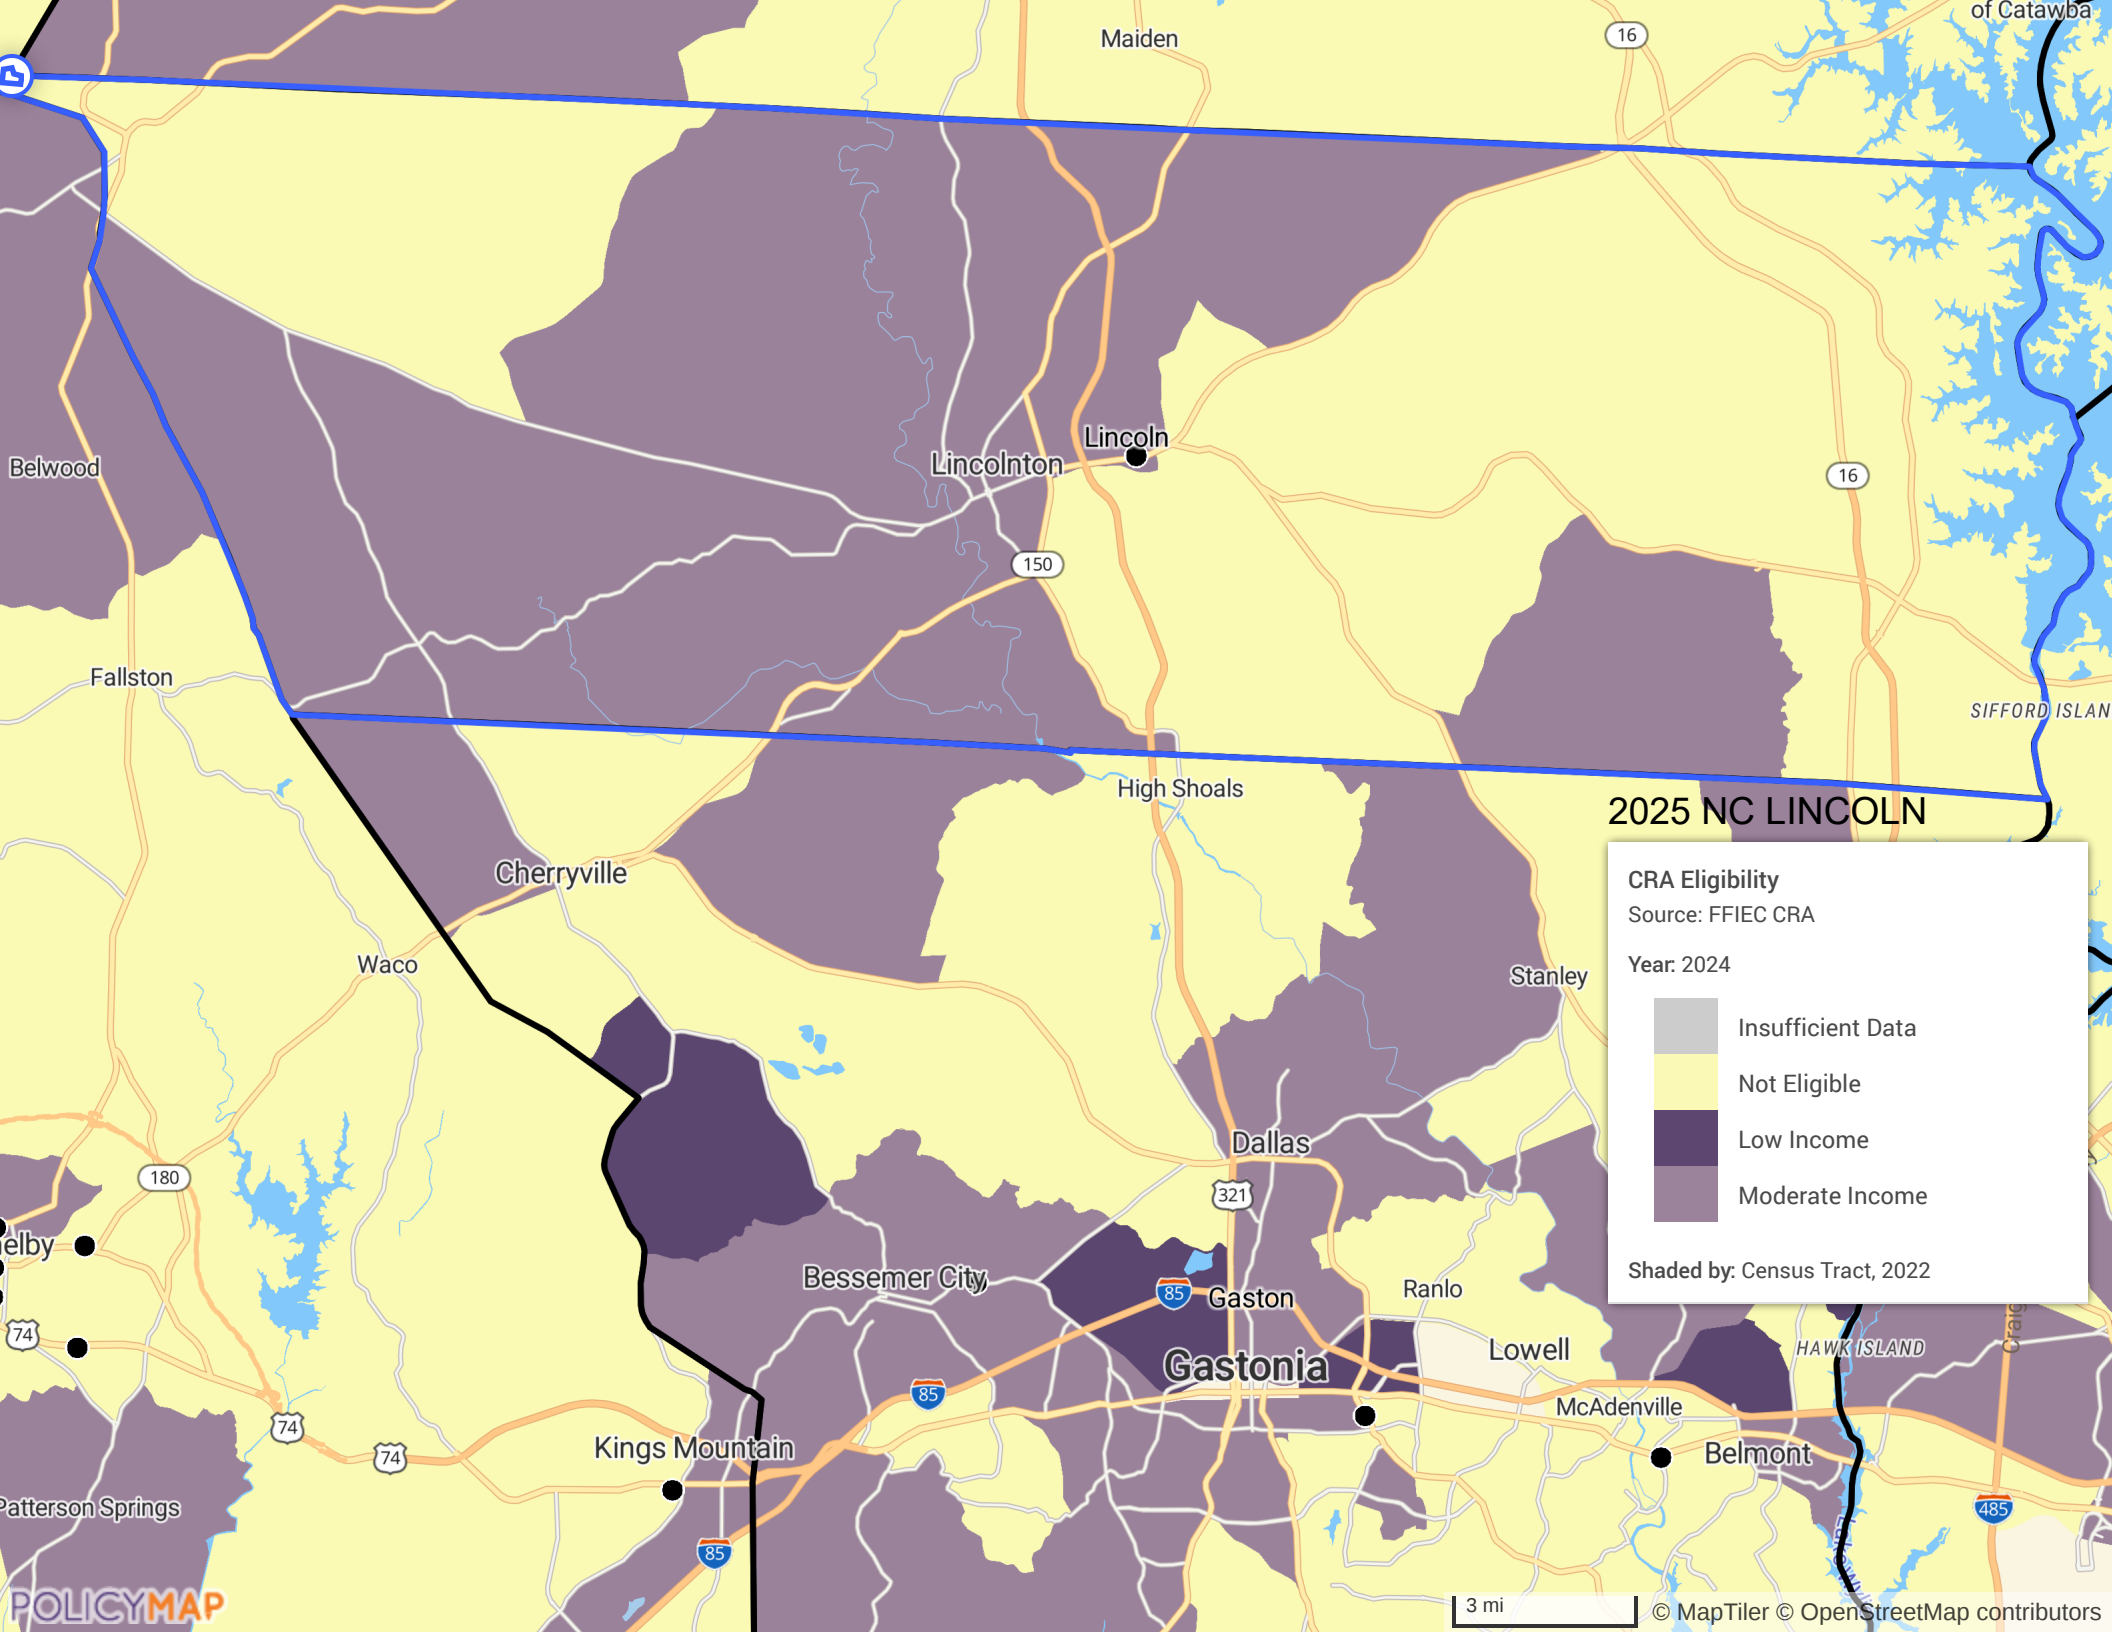 of Catawba
Maiden
16
Lincoln
Lincolnton
Belwood
16
150
Fallston
SIFFORD ISLAN
High Shoals
2025 NC LINCOLN
CRA Eligibility
Source: FFIEC CRA
Year: 2024
Insufficient Data
Not Eligible
Low Income
Moderate Income
Shaded by: Census Tract, 2022
Cherryville
Waco
Stanley
Dallas
180
321
elby
Bessemer City
85
Gaston
Ranlo
74
Lowell
HAWK ISLAND
Craig
Gastonia
85
McAdenville
74
74
Kings Mountain
Belmont
Patterson Springs
485
85
POLICYMAP
3 mi
© MapTiler © OpenStreetMap contributors